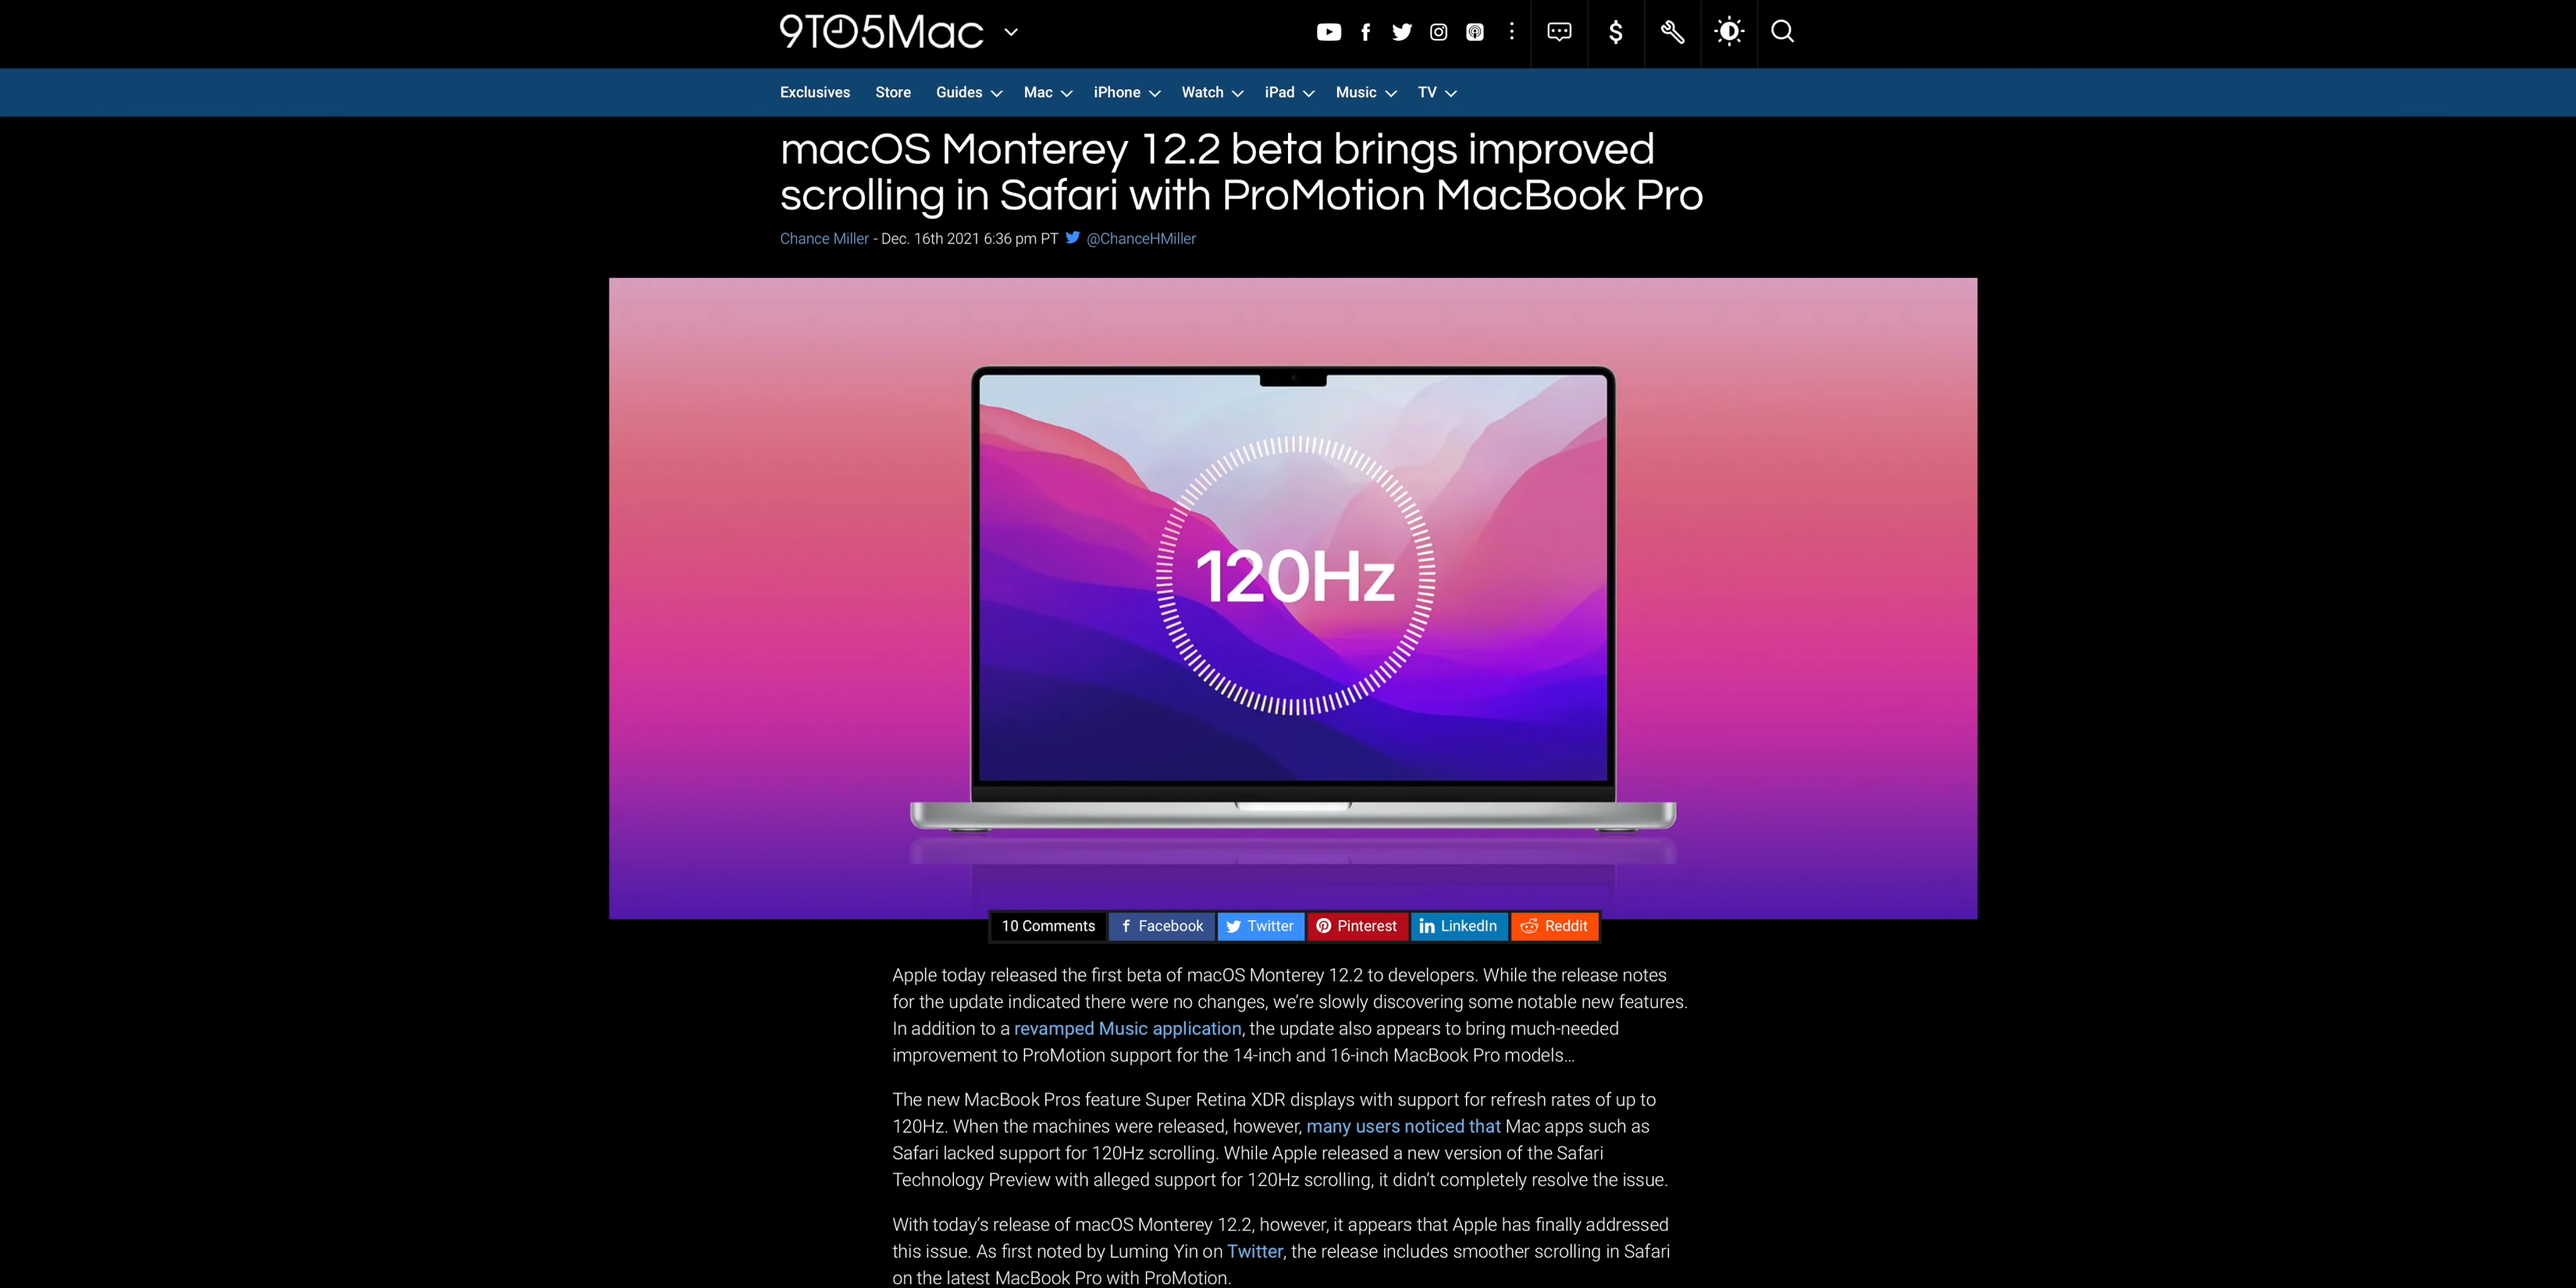 9TO5Mac
Exclusives Store Guides Mac iPhone Watch iPad Music TV
macOS Monterey 12.2 beta brings improved
scrolling in Safari with ProMotion MacBook Pro
Chance Miller - Dec. 16th 2021 6:36 pm PT @ChanceHMiller
120Hz
10 Comments Facebook Twitter Pinterest LinkedIn Reddit
Apple today released the first beta of macOS Monterey 12.2 to developers. While the release notes
for the update indicated there were no changes, we’re slowly discovering some notable new features.
In addition to a revamped Music application, the update also appears to bring much-needed
improvement to ProMotion support for the 14-inch and 16-inch MacBook Pro models…
The new MacBook Pros feature Super Retina XDR displays with support for refresh rates of up to
120Hz. When the machines were released, however, many users noticed that Mac apps such as
Safari lacked support for 120Hz scrolling. While Apple released a new version of the Safari
Technology Preview with alleged support for 120Hz scrolling, it didn’t completely resolve the issue.
With today’s release of macOS Monterey 12.2, however, it appears that Apple has finally addressed
this issue. As first noted by Luming Yin on Twitter, the release includes smoother scrolling in Safari
on the latest MacBook Pro with ProMotion.